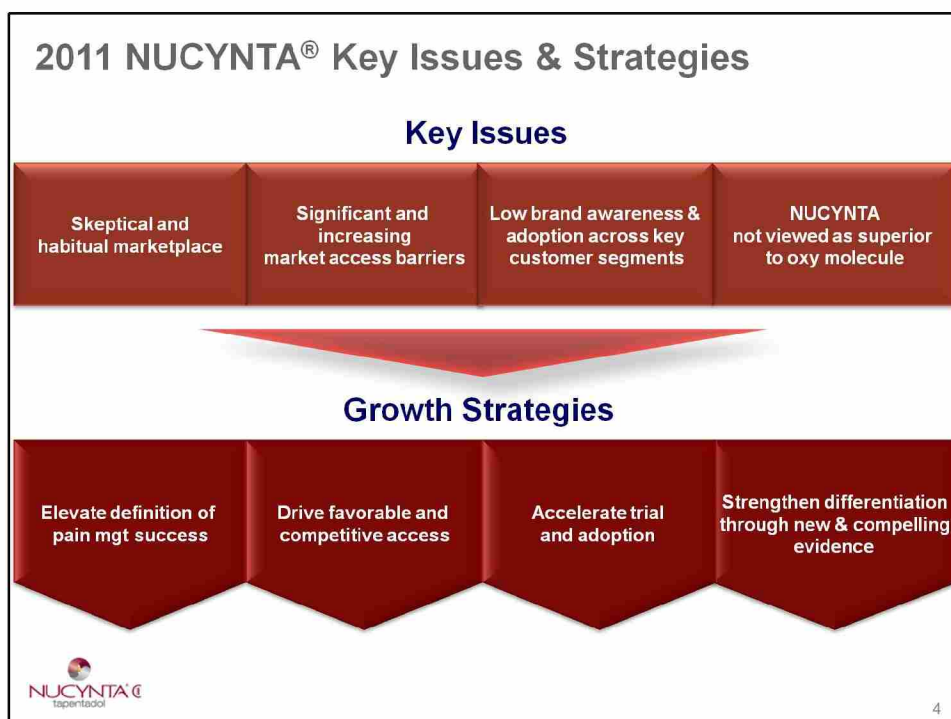 2011 NUCYNTA® Key Issues & Strategies
Key Issues
Skeptical and
habitual marketplace
Significant and
increasing
market access barriers
Low brand awareness &
adoption across key
customer segments
NUCYNTA
not viewed as superior
to oxy molecule
Growth Strategies
Elevate definition of
pain mgt success
Drive favorable and
competitive access
Accelerate trial
and adoption
Strengthen differentiation
through new & compelling
evidence
NUCYNTA® CII
tapentadol
4